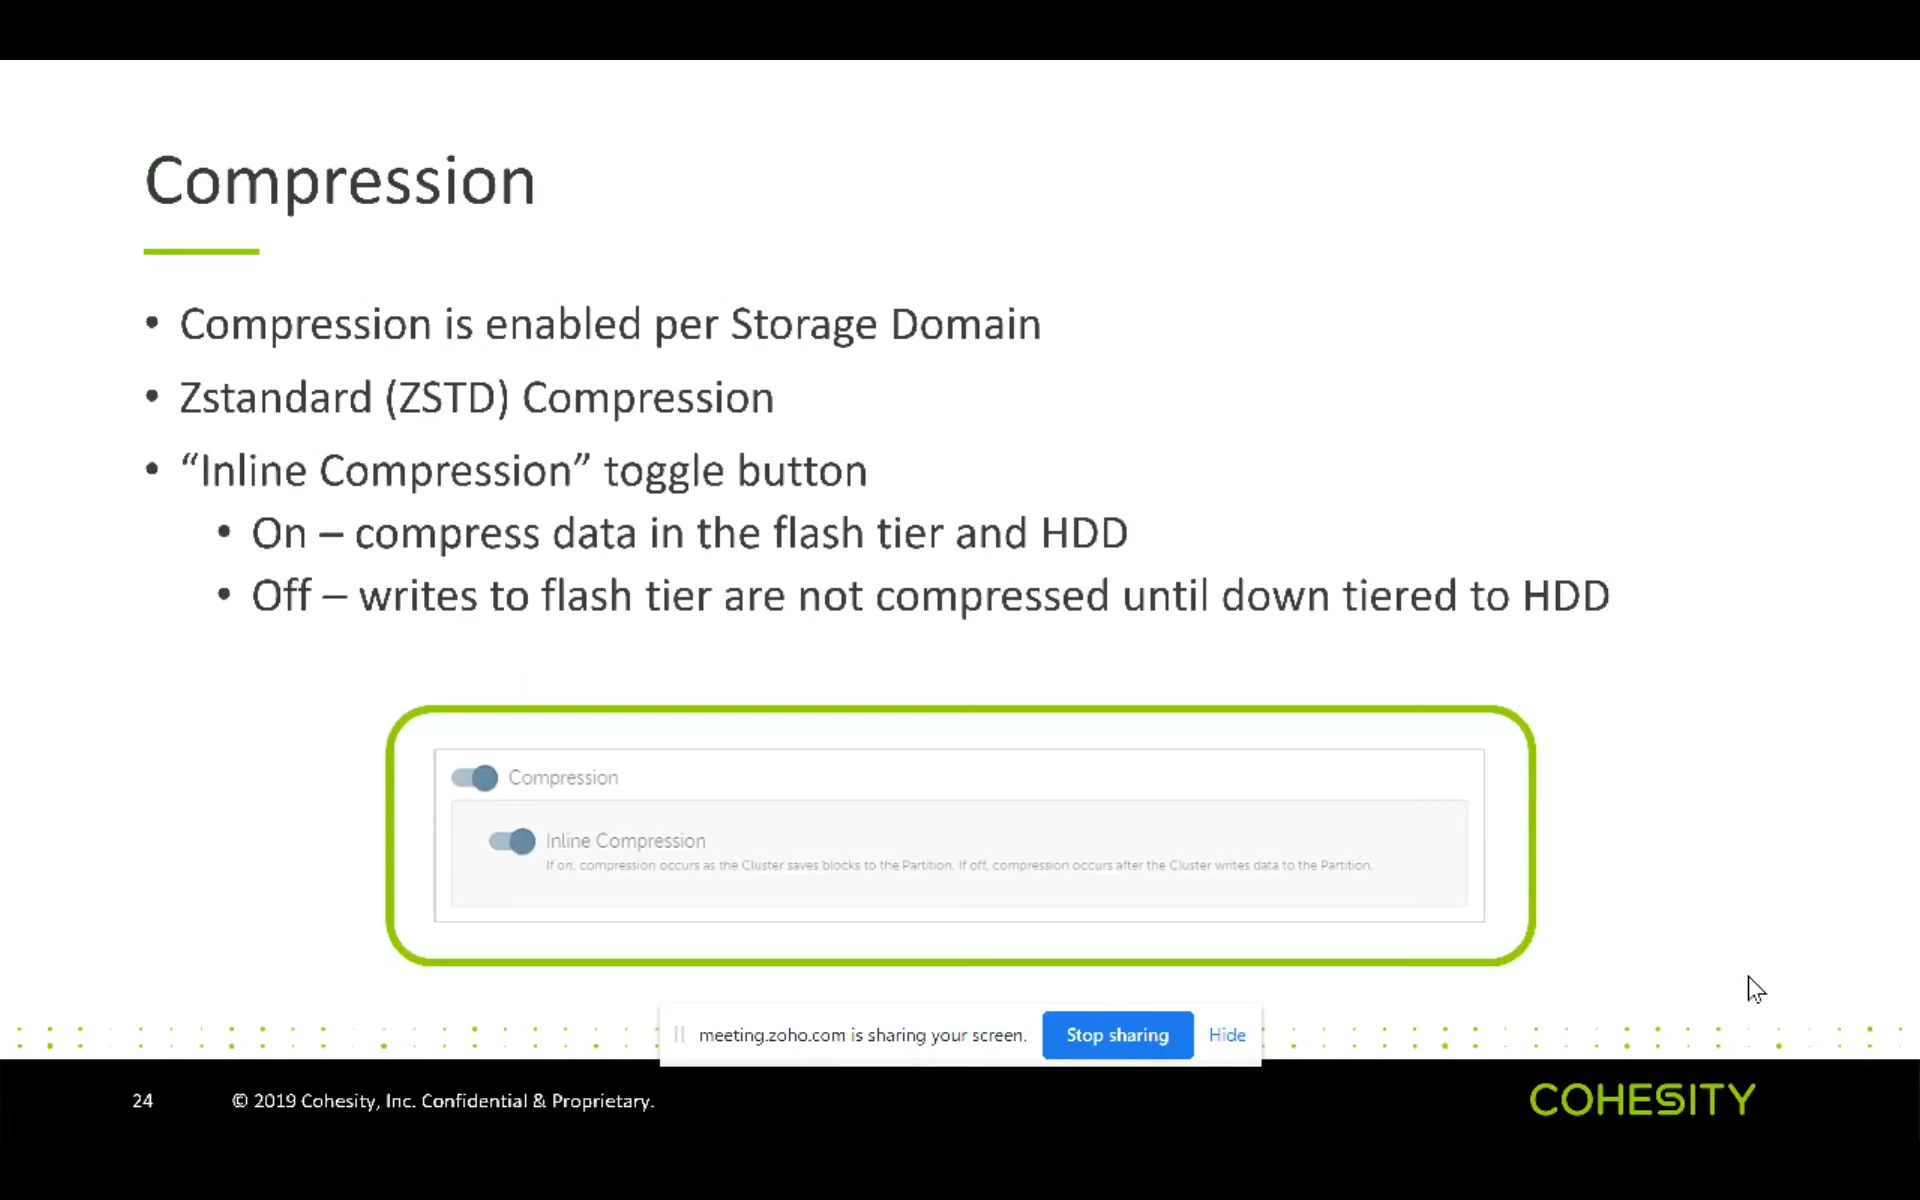 Compression
• Compression is enabled per Storage Domain
• Zstandard (ZSTD) Compression
• “Inline Compression” toggle button
• On – compress data in the flash tier and HDD
• Off – writes to flash tier are not compressed until down tiered to HDD
Compression
Inline Compression
If on, compression occurs as the Cluster saves blocks to the Partition. If off, compression occurs after the Cluster writes data to the Partition.
meeting.zoho.com is sharing your screen. Stop sharing Hide
24 © 2019 Cohesity, Inc. Confidential & Proprietary. COHESITY